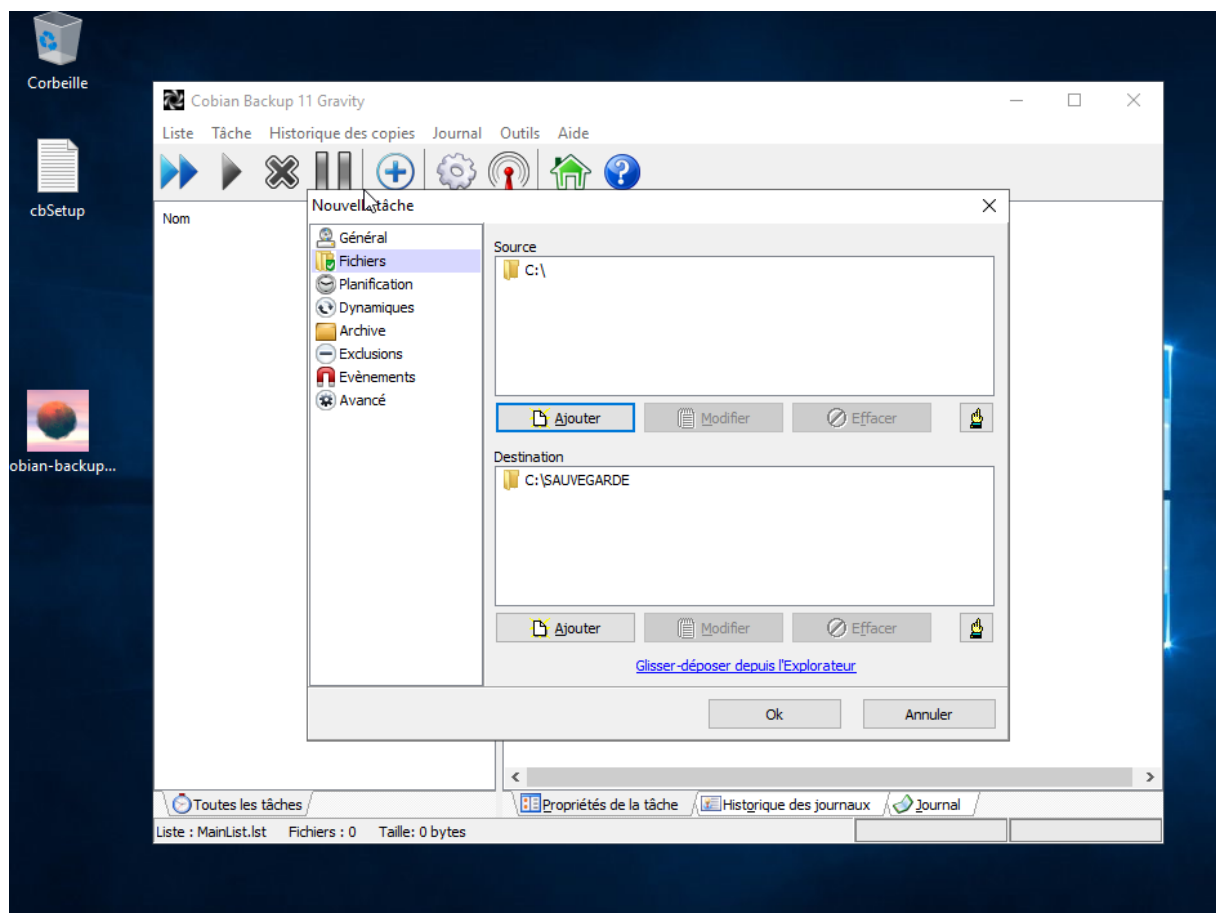 Corbeille
cbSetup
obian-backup...
Cobian Backup 11 Gravity
Liste Tâche Historique des copies Journal Outils Aide
Nom
Nouvelle tâche
Général
Fichiers
Planification
Dynamiques
Archive
Exclusions
Evènements
Avancé
Source
C:\
Ajouter Modifier Effacer
Destination
C:\SAUVEGARDE
Ajouter Modifier Effacer
Glisser-déposer depuis l'Explorateur
Ok Annuler
Toutes les tâches Propriétés de la tâche Historique des journaux Journal
Liste : MainList.lst Fichiers : 0 Taille: 0 bytes